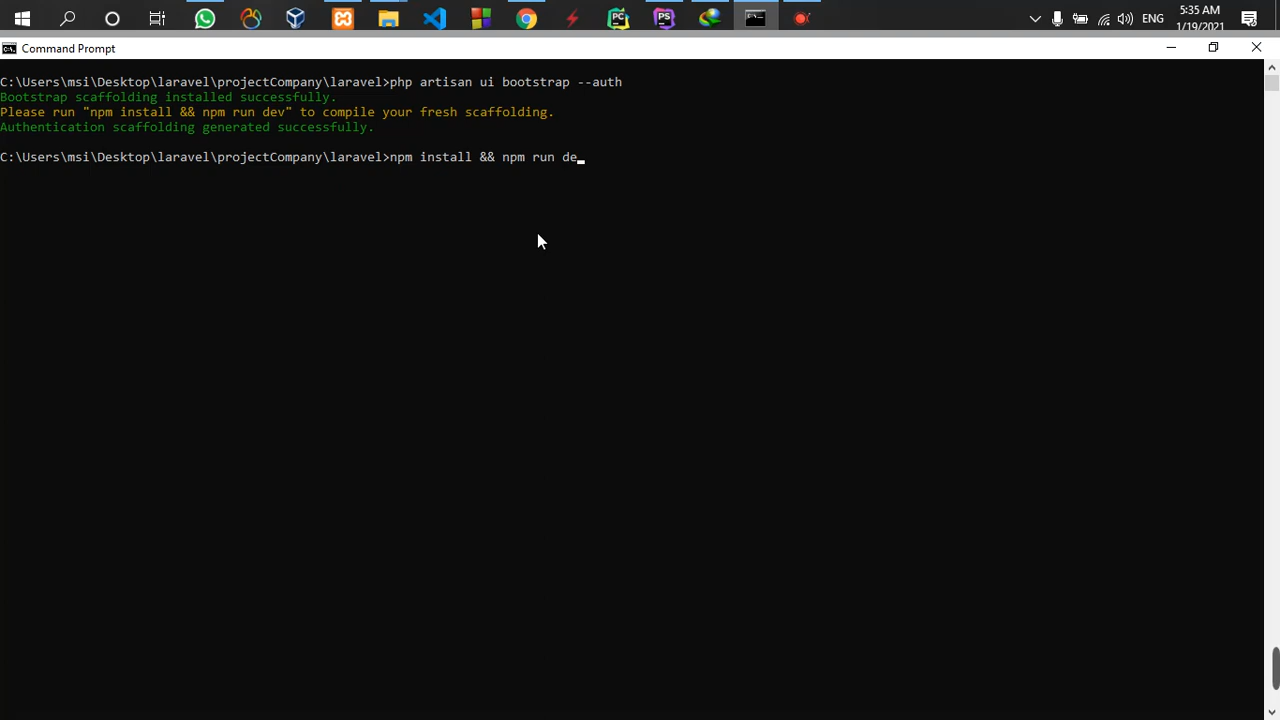 5:35 AM
ENG
1/19/2021
PC
PS
Command Prompt
C:\Users\msi\Desktop\laravel\projectCompany\laravel>php artisan ui bootstrap --auth
Bootstrap scaffolding installed successfully.
Please run "npm install && npm run dev" to compile your fresh scaffolding.
Authentication scaffolding generated successfully.
C:\Users\msi\Desktop\laravel\projectCompany\laravel>npm install && npm run de